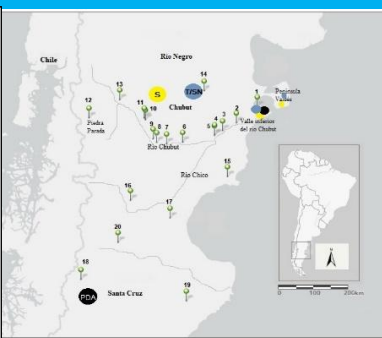 Río Negro
Chile
14
13
S
T/SN
1
Península
Valdés
12
11
10
Chubut
2
3
4
5
Valle inferior
del río Chubut
Piedra
Parada
9
8
7
6
Río Chubut
15
Río Chico
16
17
20
18
PDA
Santa Cruz
19
0
100
200km